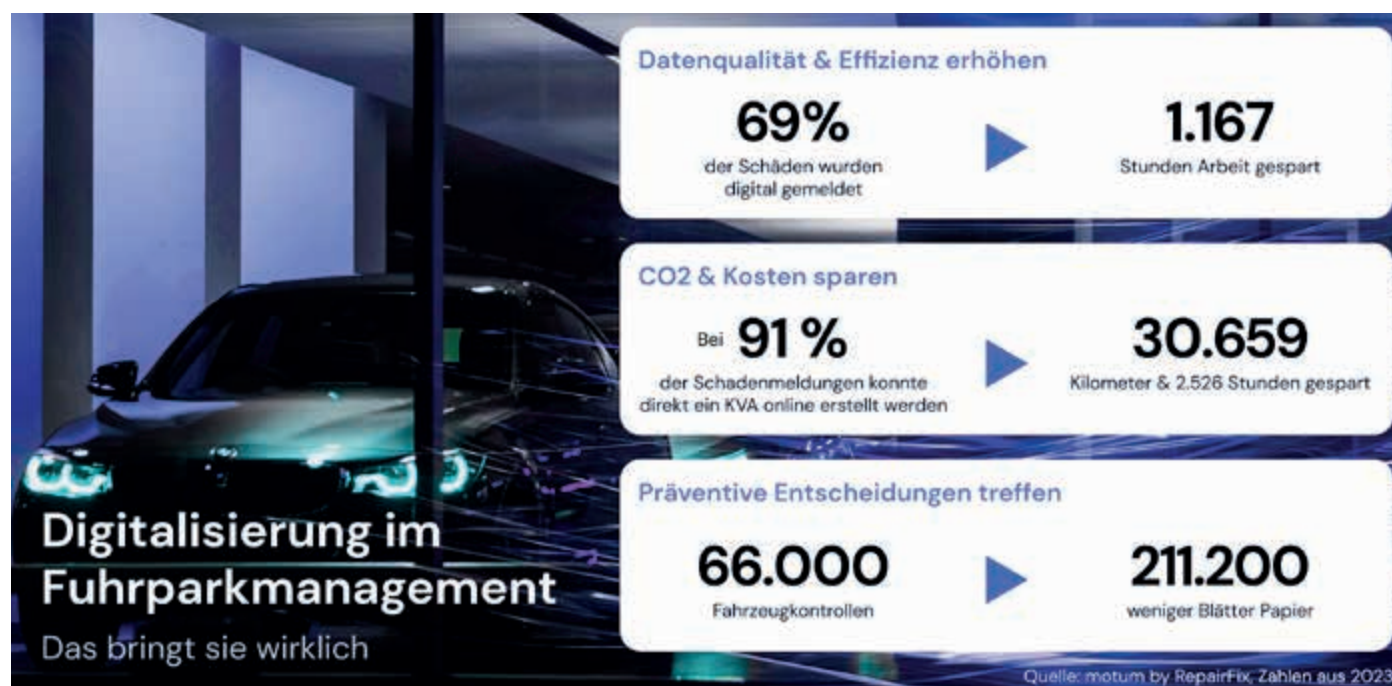 Digitalisierung im
Fuhrparkmanagement
Das bringt sie wirklich
Datenqualität & Effizienz erhöhen
69%
der Schäden wurden
digital gemeldet
1.167
Stunden Arbeit gespart
CO2 & Kosten sparen
Bei 91 %
der Schadenmeldungen konnte
direkt ein KVA online erstellt werden
30.659
Kilometer & 2.526 Stunden gespart
Präventive Entscheidungen treffen
66.000
Fahrzeugkontrollen
211.200
weniger Blätter Papier
Quelle: motum by RepairFix, Zahlen aus 2023